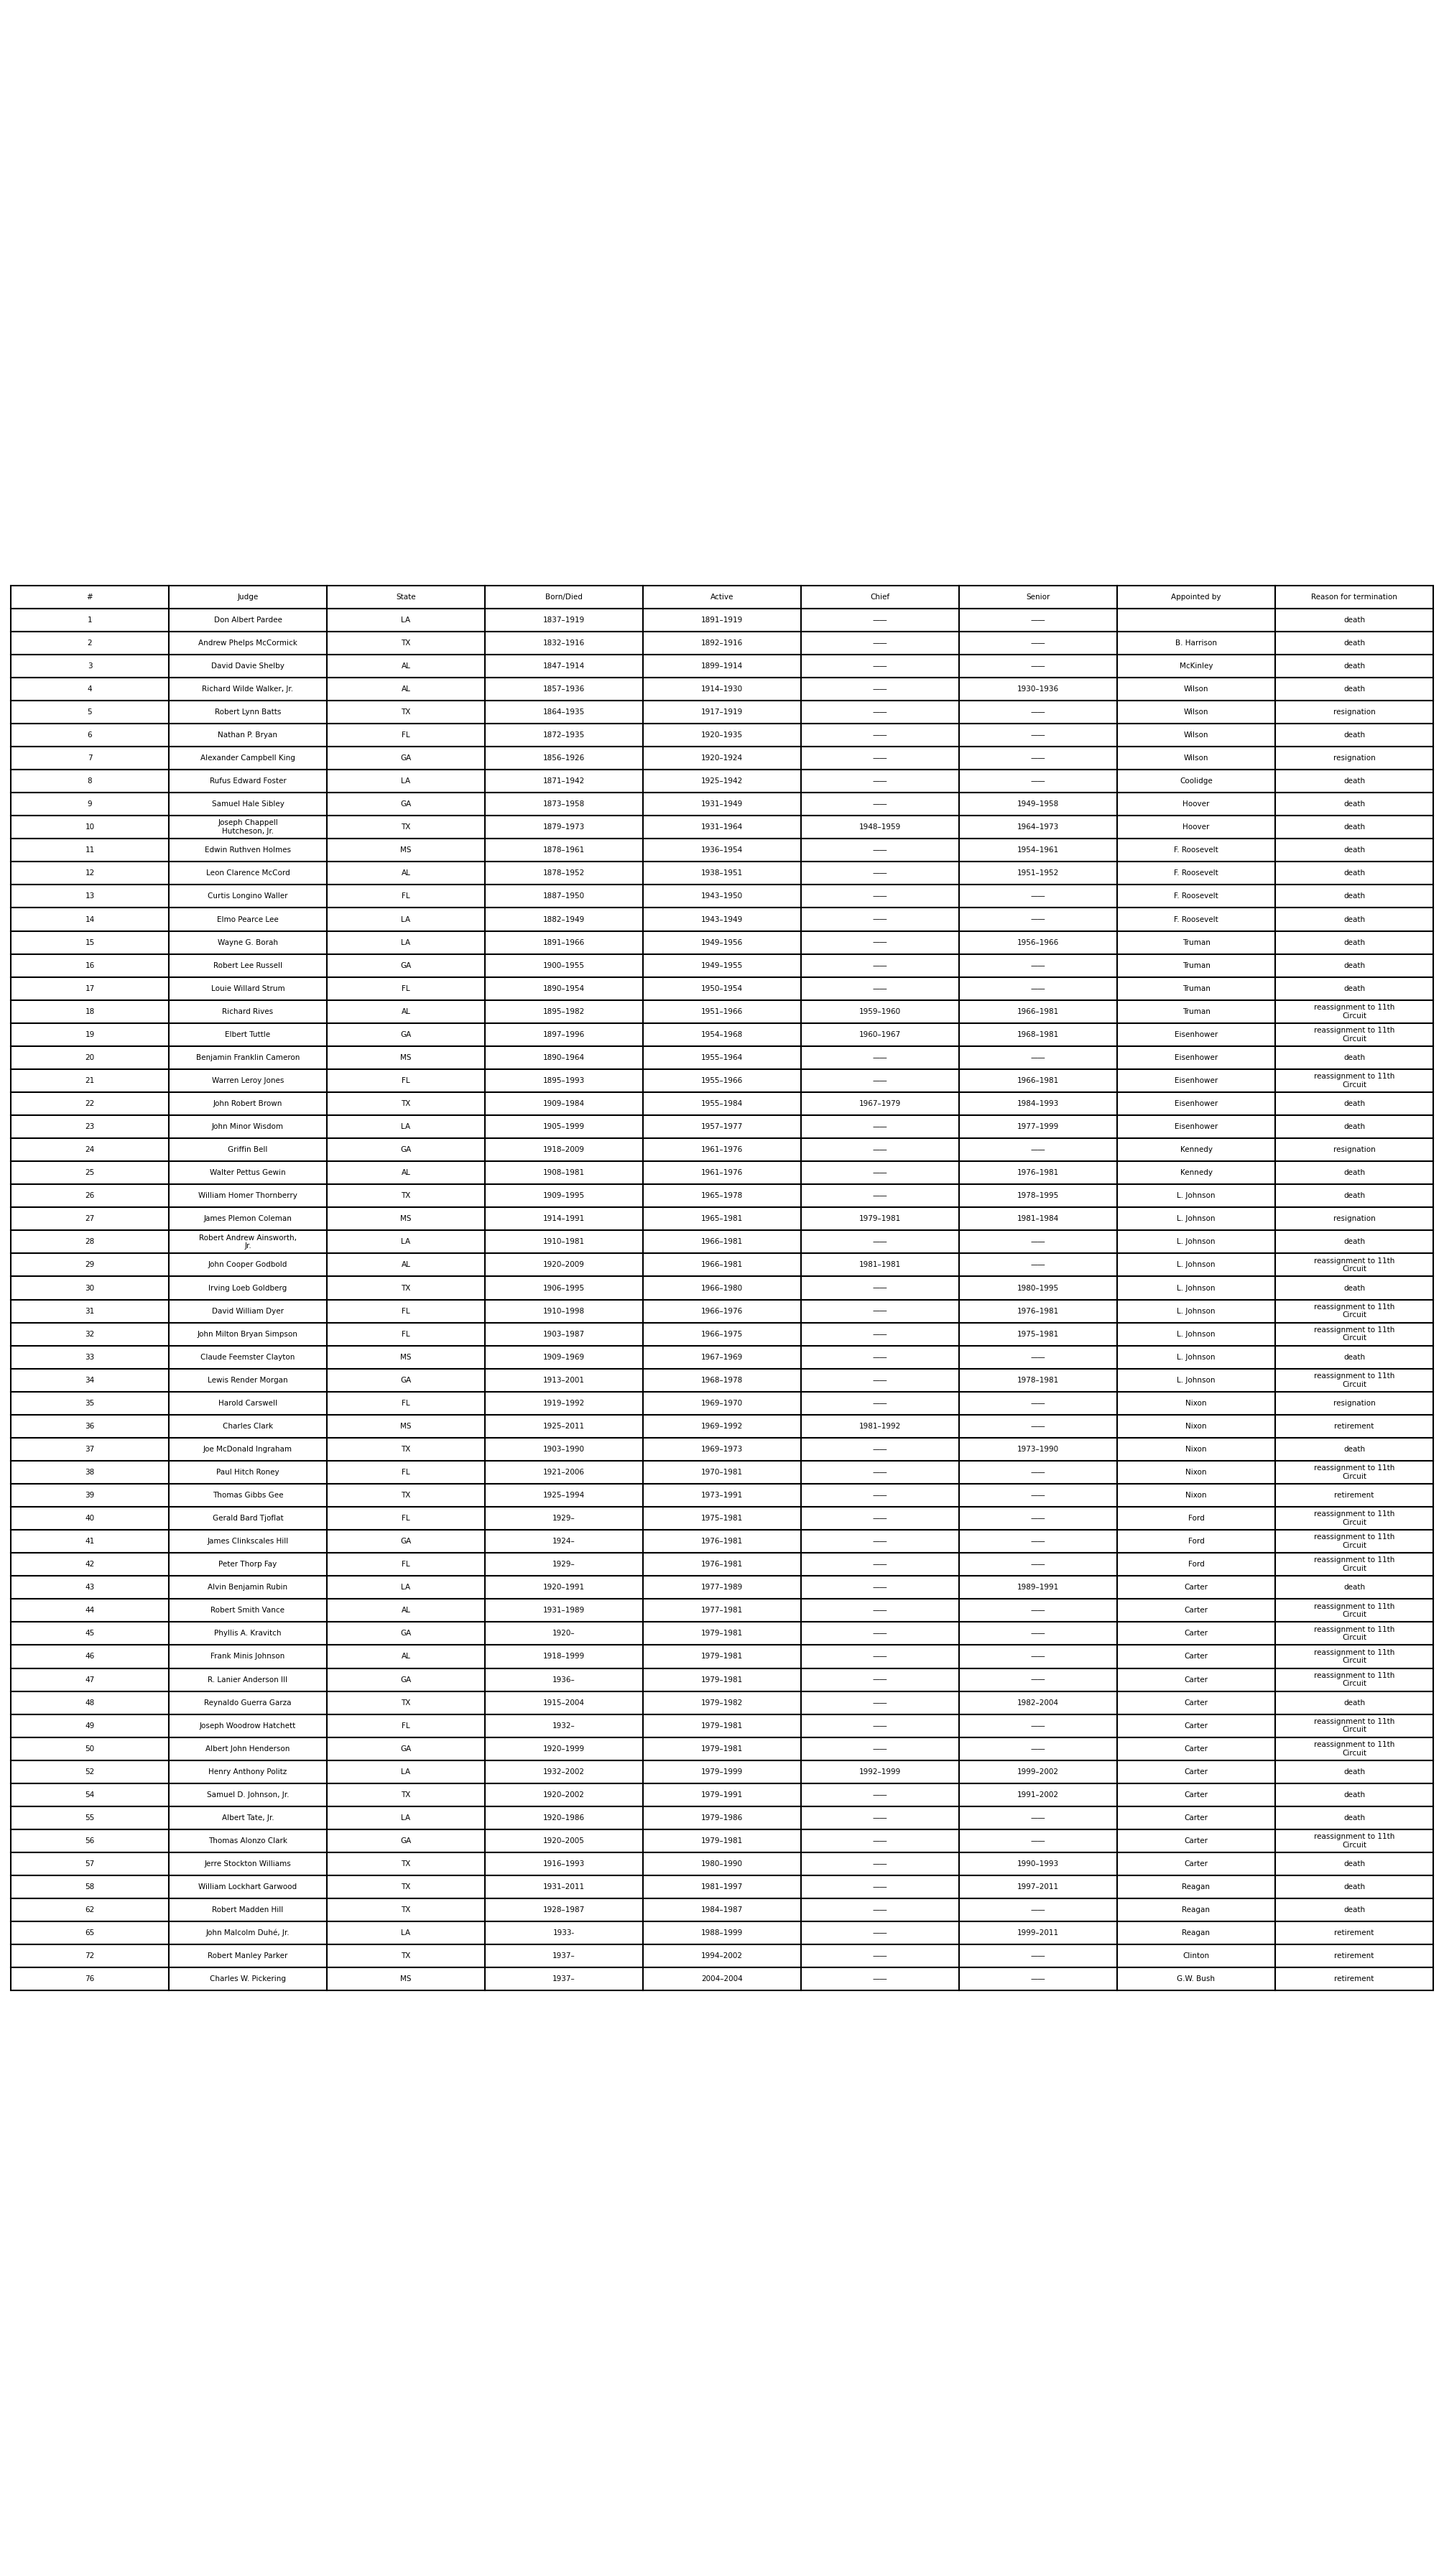 # Judge State Born/Died Active Chief Senior Appointed by Reason for termination
1 Don Albert Pardee LA 1837–1919 1891–1919 —— —— death
2 Andrew Phelps McCormick TX 1832–1916 1892–1916 —— —— B. Harrison death
3 David Davie Shelby AL 1847–1914 1899–1914 —— —— McKinley death
4 Richard Wilde Walker, Jr. AL 1857–1936 1914–1930 —— 1930–1936 Wilson death
5 Robert Lynn Batts TX 1864–1935 1917–1919 —— —— Wilson resignation
6 Nathan P. Bryan FL 1872–1935 1920–1935 —— —— Wilson death
7 Alexander Campbell King GA 1856–1926 1920–1924 —— —— Wilson resignation
8 Rufus Edward Foster LA 1871–1942 1925–1942 —— —— Coolidge death
9 Samuel Hale Sibley GA 1873–1958 1931–1949 —— 1949–1958 Hoover death
10 Joseph Chappell Hutcheson, Jr. TX 1879–1973 1931–1964 1948–1959 1964–1973 Hoover death
11 Edwin Ruthven Holmes MS 1878–1961 1936–1954 —— 1954–1961 F. Roosevelt death
12 Leon Clarence McCord AL 1878–1952 1938–1951 —— 1951–1952 F. Roosevelt death
13 Curtis Longino Waller FL 1887–1950 1943–1950 —— —— F. Roosevelt death
14 Elmo Pearce Lee LA 1882–1949 1943–1949 —— —— F. Roosevelt death
15 Wayne G. Borah LA 1891–1966 1949–1956 —— 1956–1966 Truman death
16 Robert Lee Russell GA 1900–1955 1949–1955 —— —— Truman death
17 Louie Willard Strum FL 1890–1954 1950–1954 —— —— Truman death
18 Richard Rives AL 1895–1982 1951–1966 1959–1960 1966–1981 Truman reassignment to 11th Circuit
19 Elbert Tuttle GA 1897–1996 1954–1968 1960–1967 1968–1981 Eisenhower reassignment to 11th Circuit
20 Benjamin Franklin Cameron MS 1890–1964 1955–1964 —— —— Eisenhower death
21 Warren Leroy Jones FL 1895–1993 1955–1966 —— 1966–1981 Eisenhower reassignment to 11th Circuit
22 John Robert Brown TX 1909–1984 1955–1984 1967–1979 1984–1993 Eisenhower death
23 John Minor Wisdom LA 1905–1999 1957–1977 —— 1977–1999 Eisenhower death
24 Griffin Bell GA 1918–2009 1961–1976 —— —— Kennedy resignation
25 Walter Pettus Gewin AL 1908–1981 1961–1976 —— 1976–1981 Kennedy death
26 William Homer Thornberry TX 1909–1995 1965–1978 —— 1978–1995 L. Johnson death
27 James Plemon Coleman MS 1914–1991 1965–1981 1979–1981 1981–1984 L. Johnson resignation
28 Robert Andrew Ainsworth, Jr. LA 1910–1981 1966–1981 —— —— L. Johnson death
29 John Cooper Godbold AL 1920–2009 1966–1981 1981–1981 —— L. Johnson reassignment to 11th Circuit
30 Irving Loeb Goldberg TX 1906–1995 1966–1980 —— 1980–1995 L. Johnson death
31 David William Dyer FL 1910–1998 1966–1976 —— 1976–1981 L. Johnson reassignment to 11th Circuit
32 John Milton Bryan Simpson FL 1903–1987 1966–1975 —— 1975–1981 L. Johnson reassignment to 11th Circuit
33 Claude Feemster Clayton MS 1909–1969 1967–1969 —— —— L. Johnson death
34 Lewis Render Morgan GA 1913–2001 1968–1978 —— 1978–1981 L. Johnson reassignment to 11th Circuit
35 Harold Carswell FL 1919–1992 1969–1970 —— —— Nixon resignation
36 Charles Clark MS 1925–2011 1969–1992 1981–1992 —— Nixon retirement
37 Joe McDonald Ingraham TX 1903–1990 1969–1973 —— 1973–1990 Nixon death
38 Paul Hitch Roney FL 1921–2006 1970–1981 —— —— Nixon reassignment to 11th Circuit
39 Thomas Gibbs Gee TX 1925–1994 1973–1991 —— —— Nixon retirement
40 Gerald Bard Tjoflat FL 1929– 1975–1981 —— —— Ford reassignment to 11th Circuit
41 James Clinkscales Hill GA 1924– 1976–1981 —— —— Ford reassignment to 11th Circuit
42 Peter Thorp Fay FL 1929– 1976–1981 —— —— Ford reassignment to 11th Circuit
43 Alvin Benjamin Rubin LA 1920–1991 1977–1989 —— 1989–1991 Carter death
44 Robert Smith Vance AL 1931–1989 1977–1981 —— —— Carter reassignment to 11th Circuit
45 Phyllis A. Kravitch GA 1920– 1979–1981 —— —— Carter reassignment to 11th Circuit
46 Frank Minis Johnson AL 1918–1999 1979–1981 —— —— Carter reassignment to 11th Circuit
47 R. Lanier Anderson III GA 1936– 1979–1981 —— —— Carter reassignment to 11th Circuit
48 Reynaldo Guerra Garza TX 1915–2004 1979–1982 —— 1982–2004 Carter death
49 Joseph Woodrow Hatchett FL 1932– 1979–1981 —— —— Carter reassignment to 11th Circuit
50 Albert John Henderson GA 1920–1999 1979–1981 —— —— Carter reassignment to 11th Circuit
52 Henry Anthony Politz LA 1932–2002 1979–1999 1992–1999 1999–2002 Carter death
54 Samuel D. Johnson, Jr. TX 1920–2002 1979–1991 —— 1991–2002 Carter death
55 Albert Tate, Jr. LA 1920–1986 1979–1986 —— —— Carter death
56 Thomas Alonzo Clark GA 1920–2005 1979–1981 —— —— Carter reassignment to 11th Circuit
57 Jerre Stockton Williams TX 1916–1993 1980–1990 —— 1990–1993 Carter death
58 William Lockhart Garwood TX 1931–2011 1981–1997 —— 1997–2011 Reagan death
62 Robert Madden Hill TX 1928–1987 1984–1987 —— —— Reagan death
65 John Malcolm Duhé, Jr. LA 1933- 1988–1999 —— 1999–2011 Reagan retirement
72 Robert Manley Parker TX 1937– 1994–2002 —— —— Clinton retirement
76 Charles W. Pickering MS 1937– 2004–2004 —— —— G.W. Bush retirement